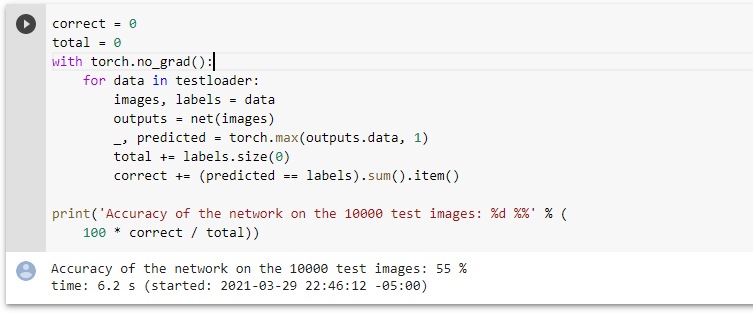 correct = 0
total = 0
with torch.no_grad():
    for data in testloader:
        images, labels = data
        outputs = net(images)
        _, predicted = torch.max(outputs.data, 1)
        total += labels.size(0)
        correct += (predicted == labels).sum().item()

print('Accuracy of the network on the 10000 test images: %d %%' % (
    100 * correct / total))
Accuracy of the network on the 10000 test images: 55 %
time: 6.2 s (started: 2021-03-29 22:46:12 -05:00)